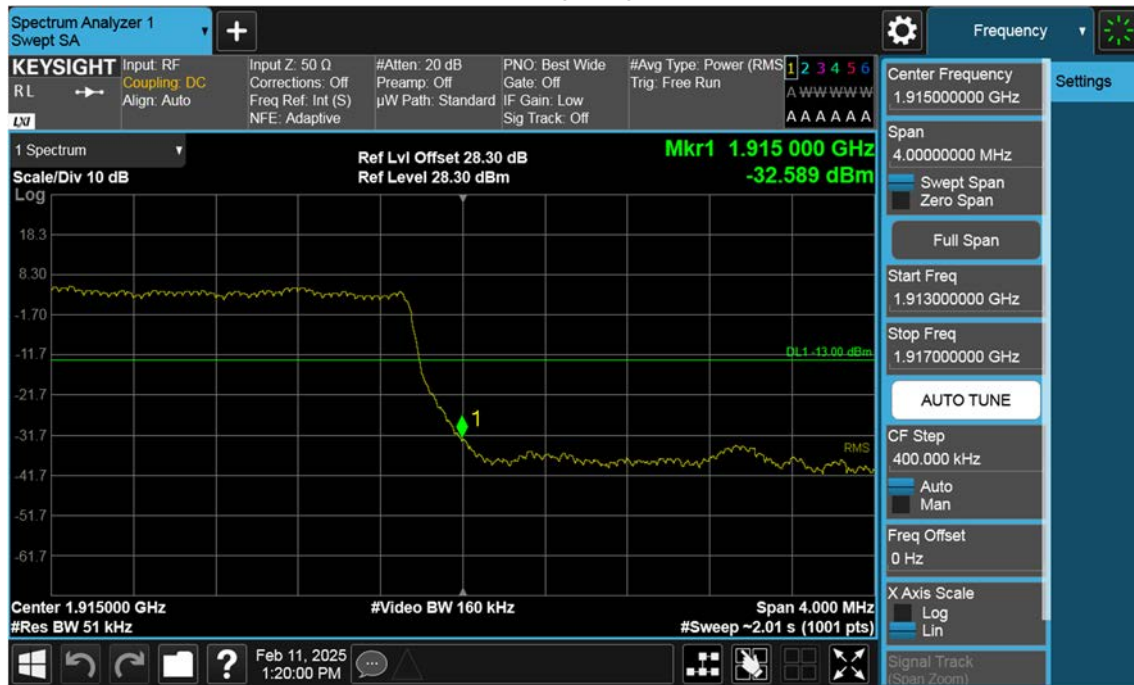 Spectrum Analyzer 1
Swept SA
+
Frequency
KEYSIGHT
RL
LXI
Input: RF
Coupling: DC
Align: Auto
Input Z: 50 Ω
Corrections: Off
Freq Ref: Int (S)
NFE: Adaptive
#Atten: 20 dB
Preamp: Off
µW Path: Standard
PNO: Best Wide
Gate: Off
IF Gain: Low
Sig Track: Off
#Avg Type: Power (RMS
Trig: Free Run
1 2 3 4 5 6
A W W W W W
A A A A A A
1 Spectrum
Scale/Div 10 dB
Ref Lvl Offset 28.30 dB
Ref Level 28.30 dBm
Mkr1 1.915 000 GHz
-32.589 dBm
Log
18.3
8.30
-1.70
-11.7
-21.7
-31.7
-41.7
-51.7
-61.7
DL1 -13.00 dBm
1
RMS
Center 1.915000 GHz
#Res BW 51 kHz
#Video BW 160 kHz
Span 4.000 MHz
#Sweep ~2.01 s (1001 pts)
Center Frequency
1.915000000 GHz
Span
4.00000000 MHz
Swept Span
Zero Span
Full Span
Start Freq
1.913000000 GHz
Stop Freq
1.917000000 GHz
AUTO TUNE
CF Step
400.000 kHz
Auto
Man
Freq Offset
0 Hz
X Axis Scale
Log
Lin
Signal Track
(Span Zoom)
Settings
?
Feb 11, 2025
1:20:00 PM